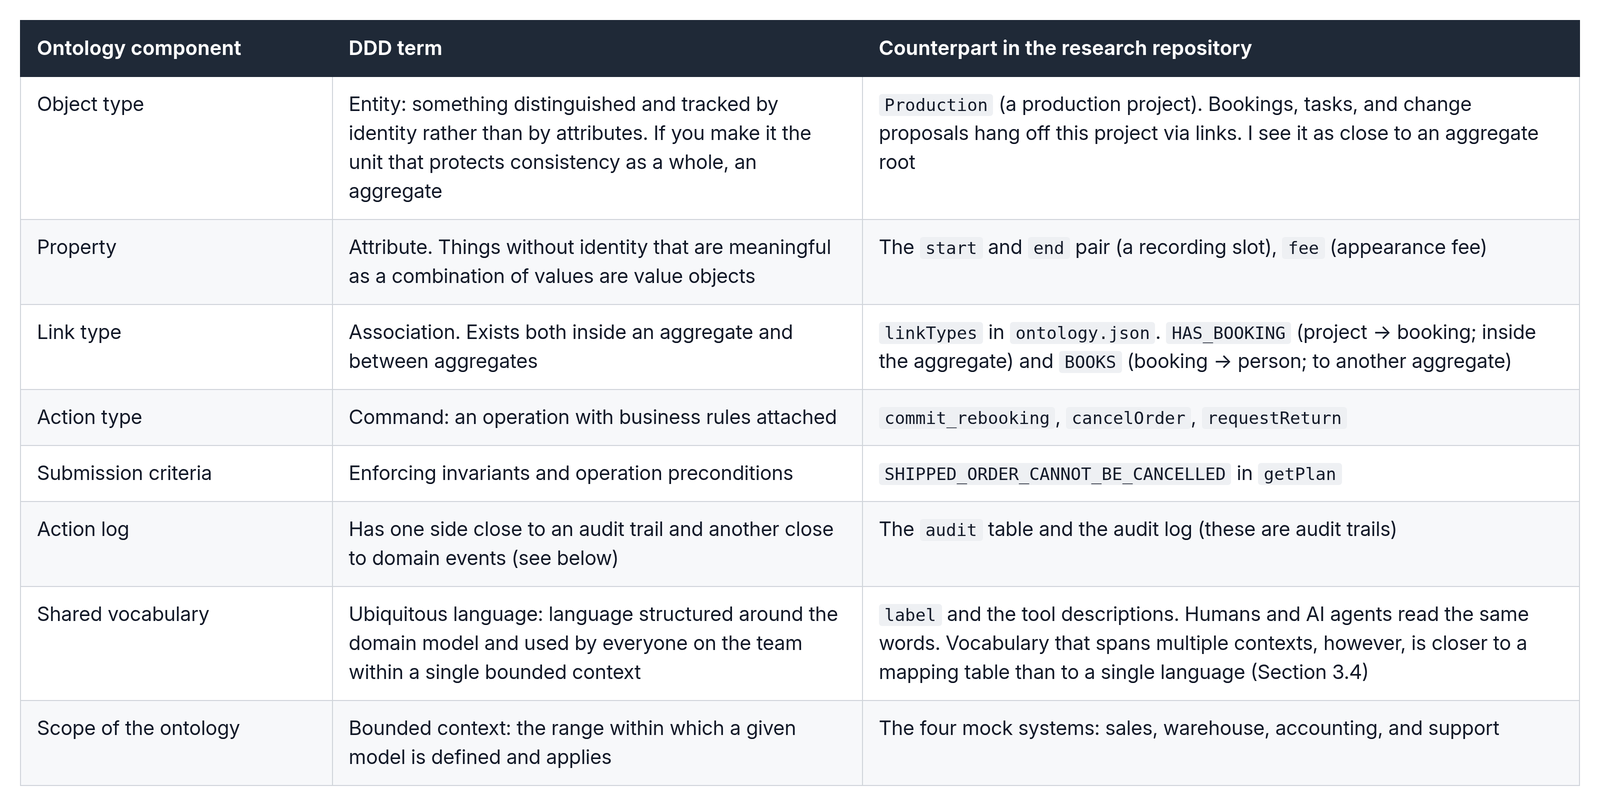 Ontology component
DDD term
Counterpart in the research repository
Object type
Entity: something distinguished and tracked by
identity rather than by attributes. If you make it the
unit that protects consistency as a whole, an
aggregate
Production (a production project). Bookings, tasks, and change
proposals hang off this project via links. I see it as close to an aggregate
root
Property
Attribute. Things without identity that are meaningful
as a combination of values are value objects
The start and end pair (a recording slot), fee (appearance fee)
Link type
Association. Exists both inside an aggregate and
between aggregates
linkTypes in ontology.json. HAS_BOOKING (project → booking; inside
the aggregate) and BOOKS (booking → person; to another aggregate)
Action type
Command: an operation with business rules attached
commit_rebooking, cancelOrder, requestReturn
Submission criteria
Enforcing invariants and operation preconditions
SHIPPED_ORDER_CANNOT_BE_CANCELLED in getPlan
Action log
Has one side close to an audit trail and another close
to domain events (see below)
The audit table and the audit log (these are audit trails)
Shared vocabulary
Ubiquitous language: language structured around the
domain model and used by everyone on the team
within a single bounded context
label and the tool descriptions. Humans and AI agents read the same
words. Vocabulary that spans multiple contexts, however, is closer to a
mapping table than to a single language (Section 3.4)
Scope of the ontology
Bounded context: the range within which a given
model is defined and applies
The four mock systems: sales, warehouse, accounting, and support